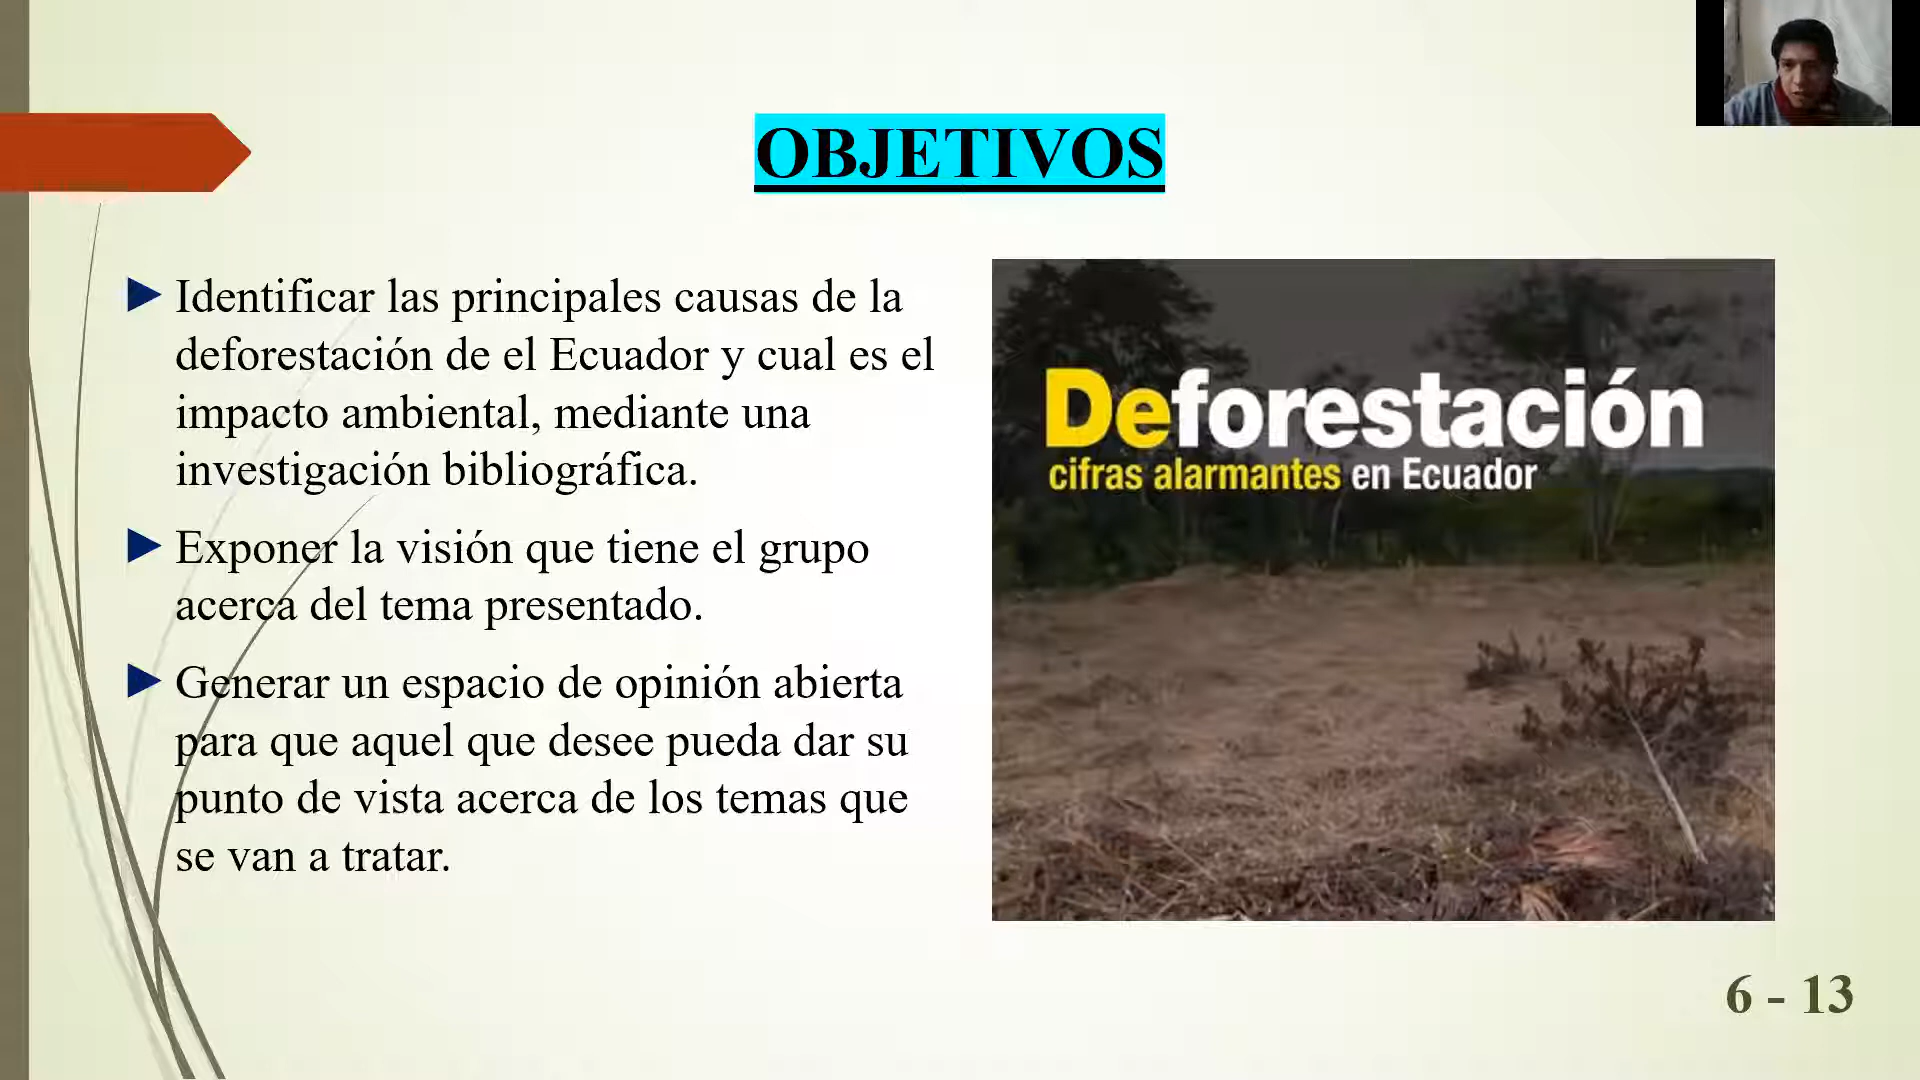 OBJETIVOS
Identificar las principales causas de la
deforestación de el Ecuador y cual es el
impacto ambiental, mediante una
investigación bibliográfica.
Exponer la visión que tiene el grupo
acerca del tema presentado.
Generar un espacio de opinión abierta
para que aquel que desee pueda dar su
punto de vista acerca de los temas que
se van a tratar.
Deforestación
cifras alarmantes en Ecuador
6 - 13